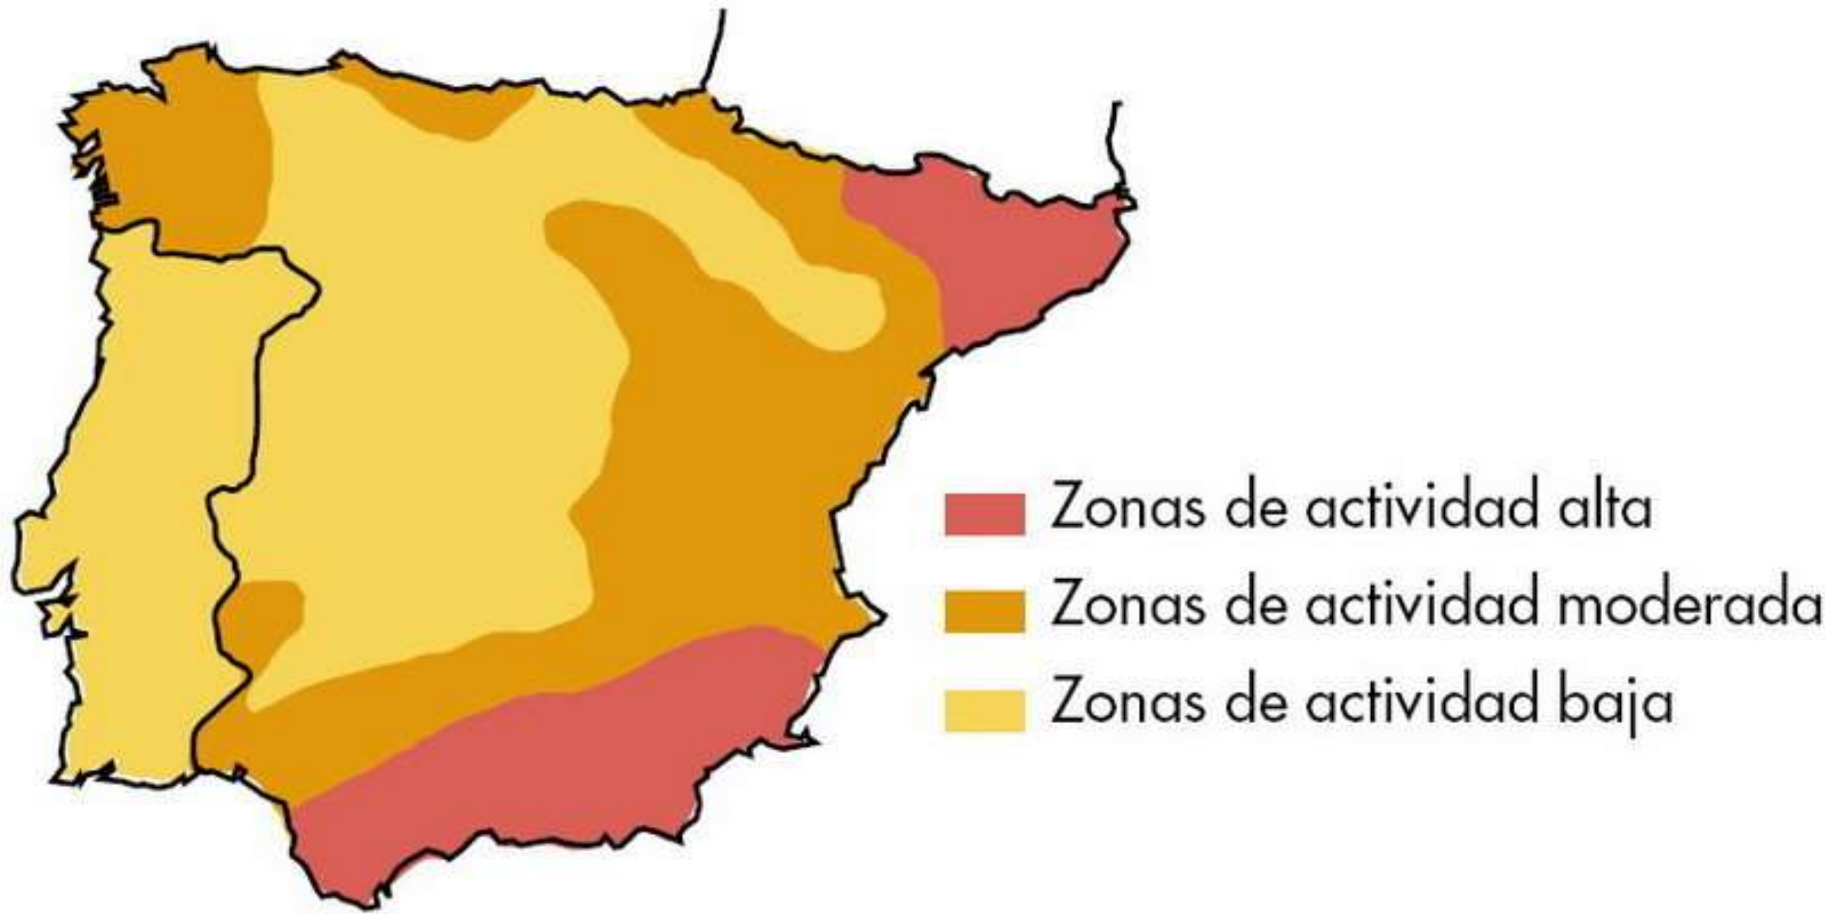 Zonas de actividad alta
Zonas de actividad moderada
Zonas de actividad baja